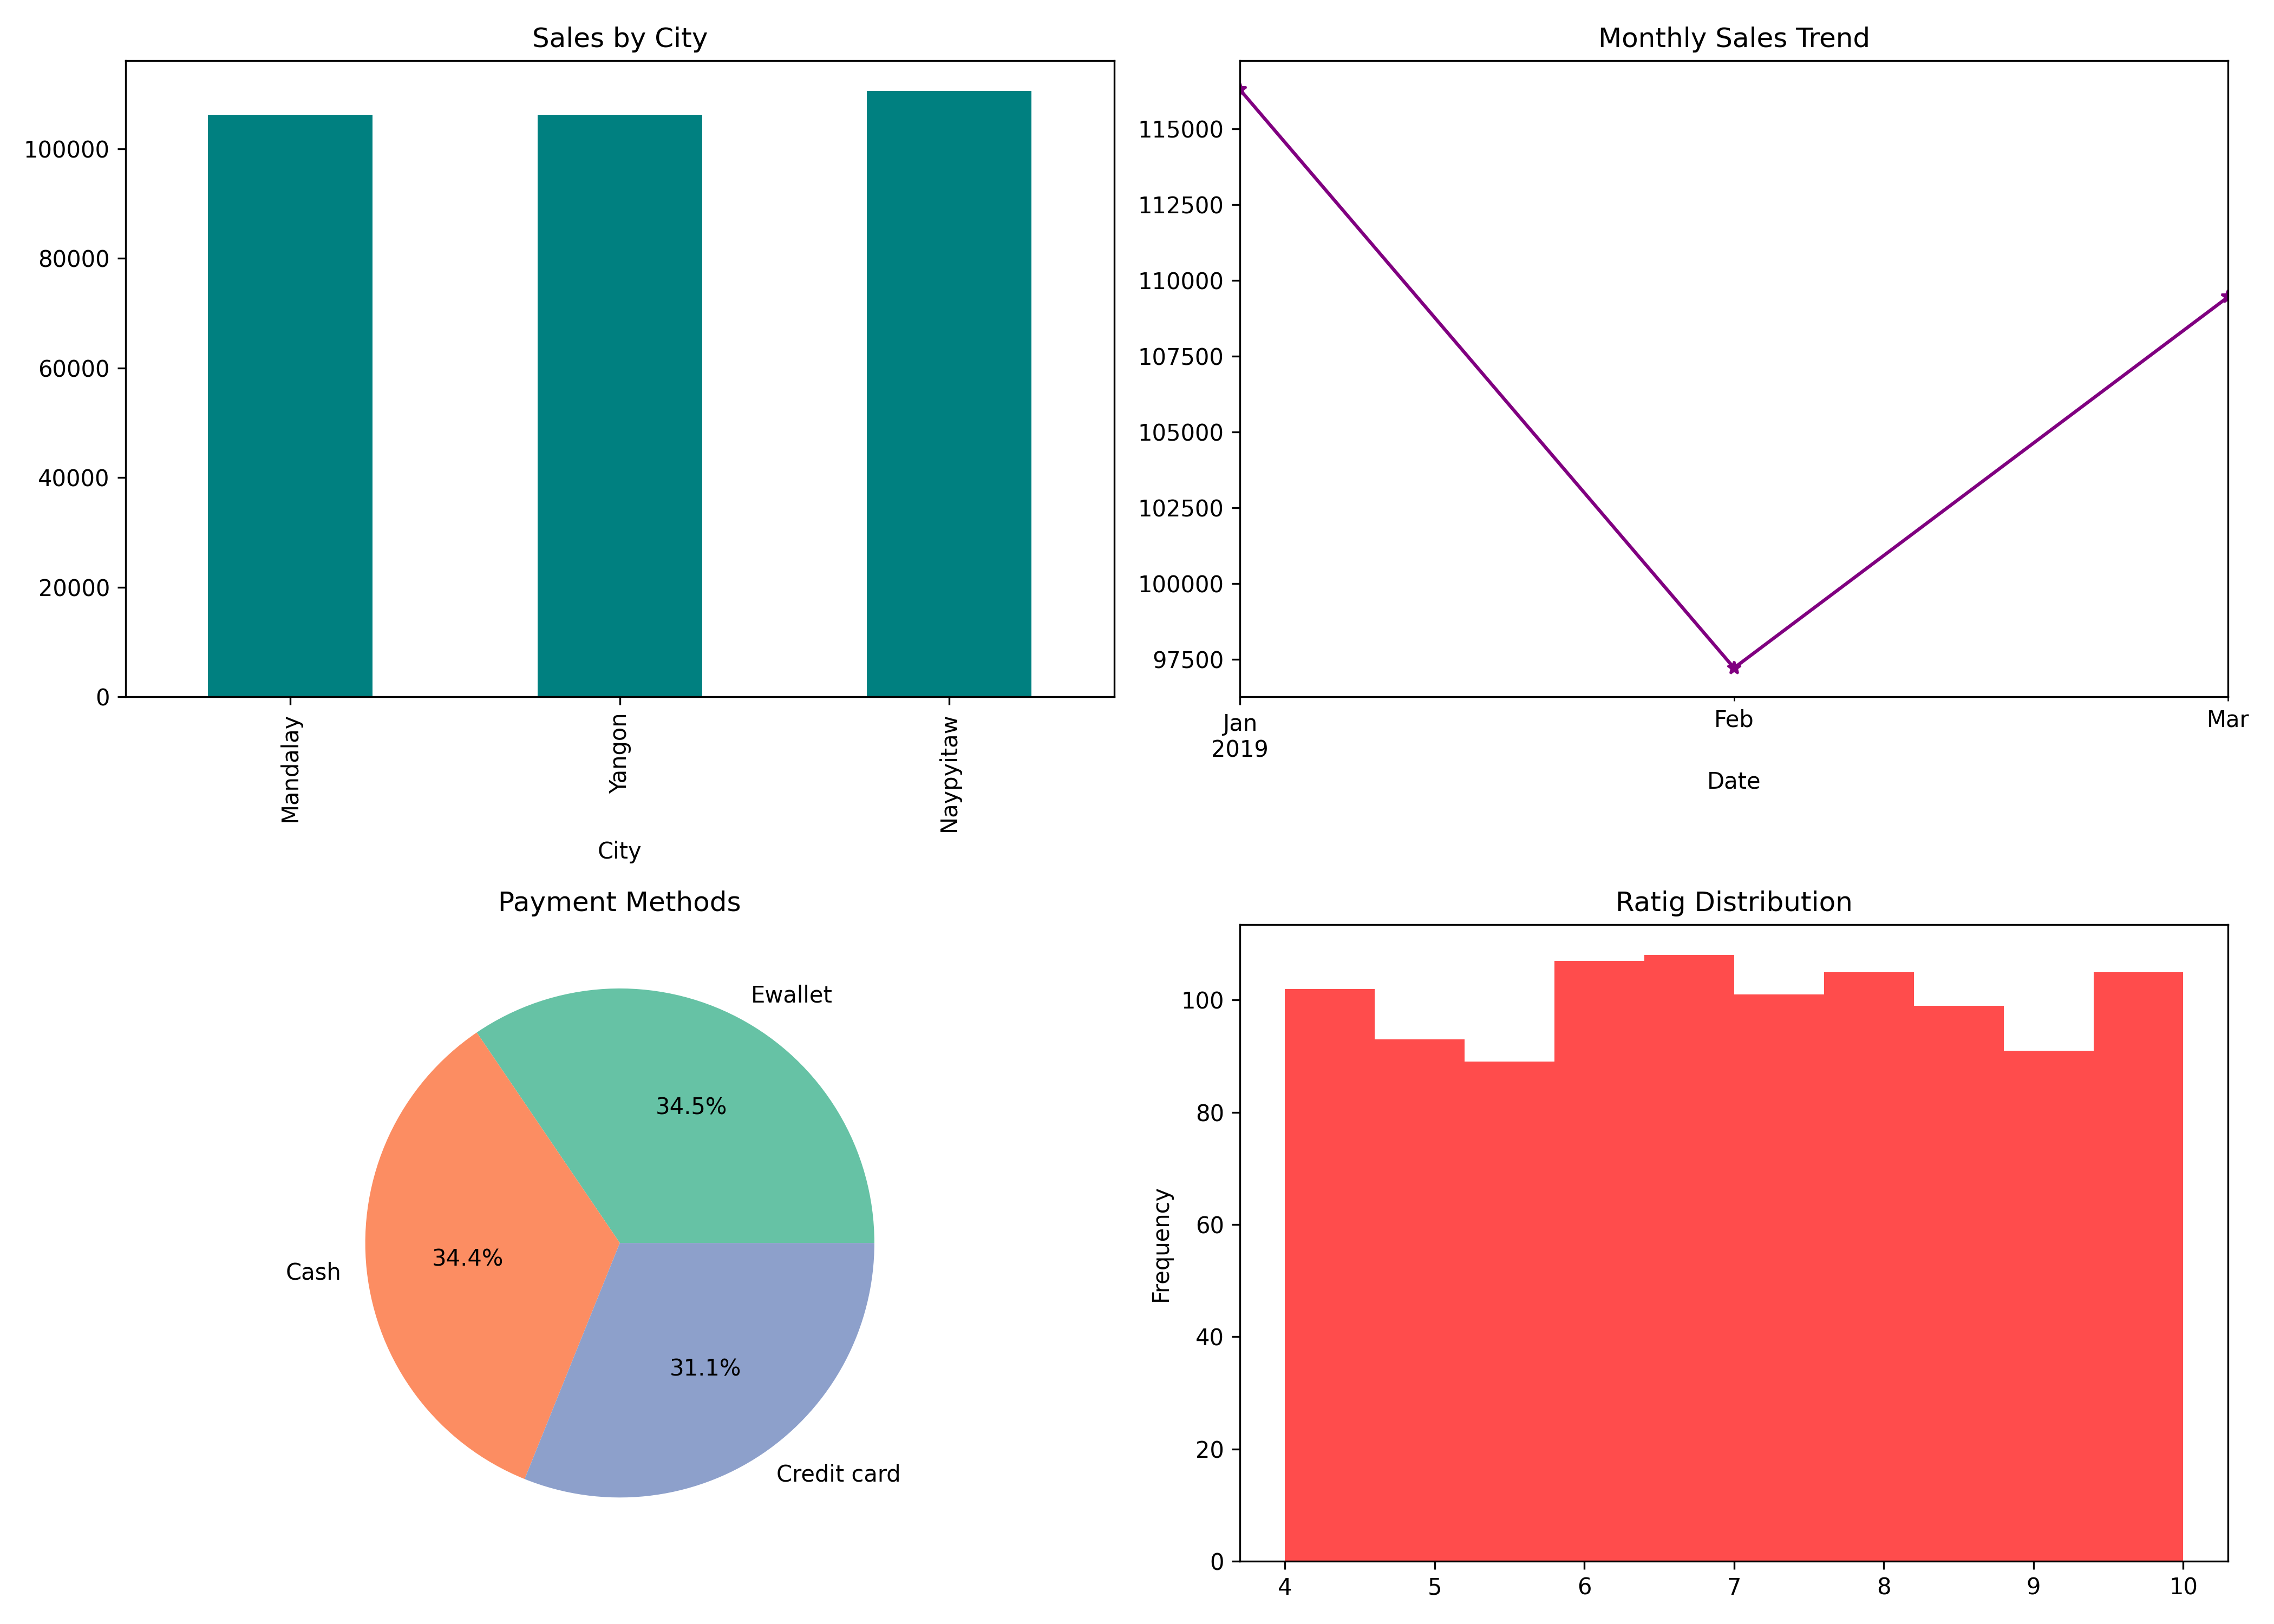 Sales by City
100000
80000
60000
40000
20000
0
Mandalay
Yangon
Naypyitaw
City
Monthly Sales Trend
115000
112500
110000
107500
105000
102500
100000
97500
Jan
2019
Feb
Mar
Date
Payment Methods
Ewallet
34.5%
Cash
34.4%
31.1%
Credit card
Ratig Distribution
Frequency
100
80
60
40
20
0
4
5
6
7
8
9
10